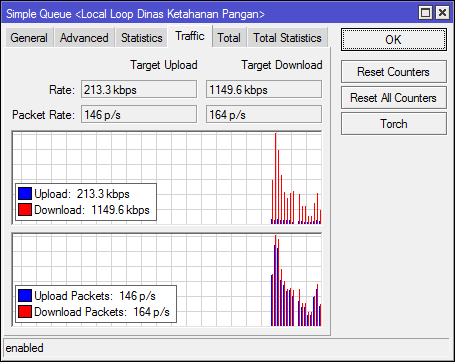 Simple Queue <Local Loop Dinas Ketahanan Pangan>
General Advanced Statistics Traffic Total Total Statistics
OK
Reset Counters
Reset All Counters
Torch
Target Upload Target Download
Rate: 213.3 kbps 1149.6 kbps
Packet Rate: 146 p/s 164 p/s
Upload: 213.3 kbps
Download: 1149.6 kbps
Upload Packets: 146 p/s
Download Packets: 164 p/s
enabled